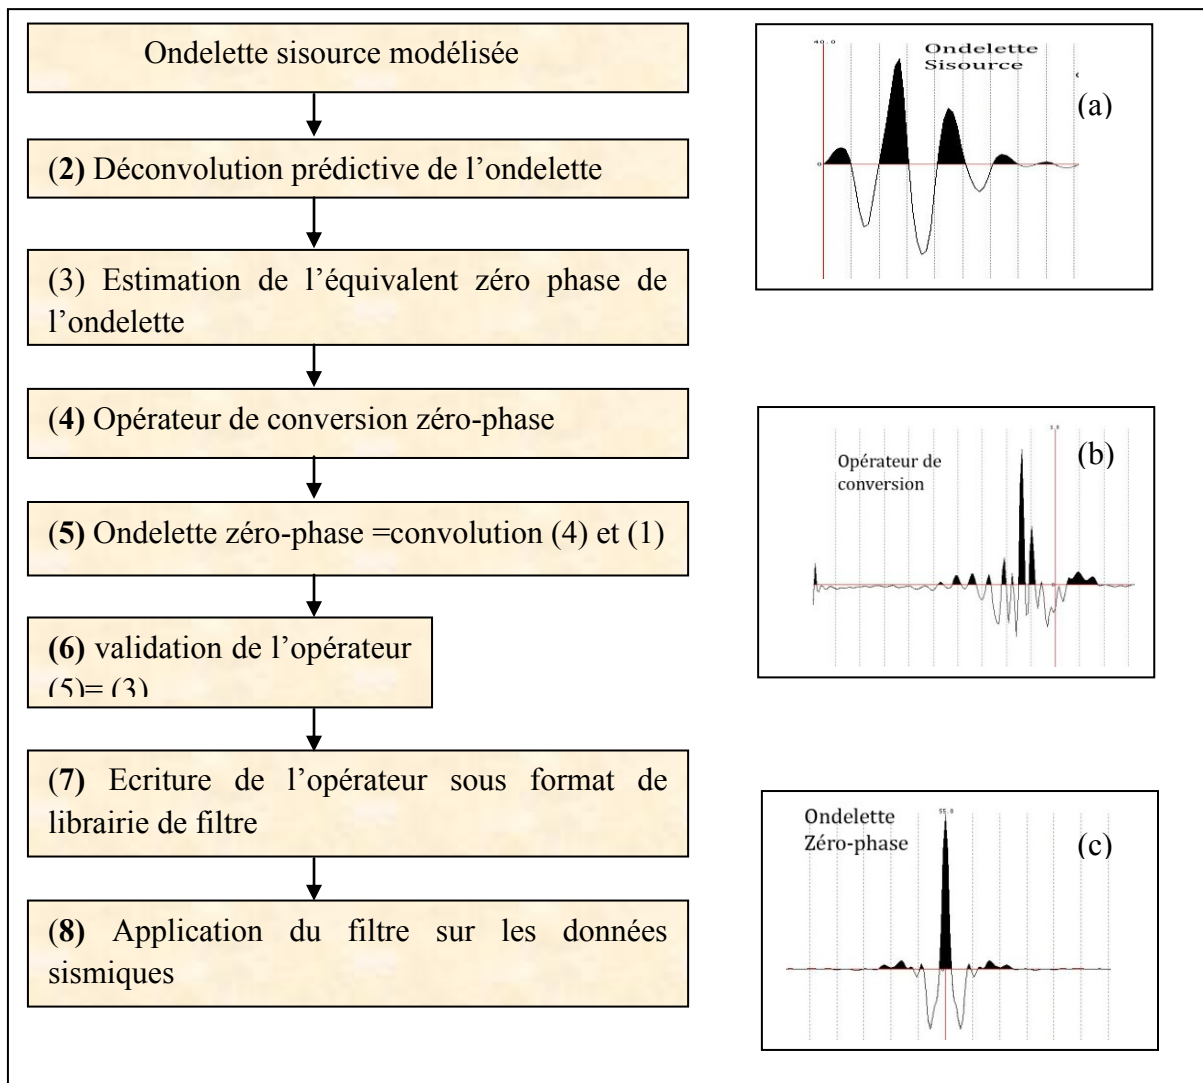 Ondelette sisource modélisée
(2) Déconvolution prédictive de l'ondelette
(3) Estimation de l'équivalent zéro phase de
l'ondelette
(4) Opérateur de conversion zéro-phase
(5) Ondelette zéro-phase =convolution (4) et (1)
(6) validation de l'opérateur
(5)= (3)
(7) Ecriture de l'opérateur sous format de
librairie de filtre
(8) Application du filtre sur les données
sismiques
40.0
Ondelette
Sisource
(a)
0
Opérateur de
conversion
(b)
Ondelette
Zéro-phase
55.0
(c)